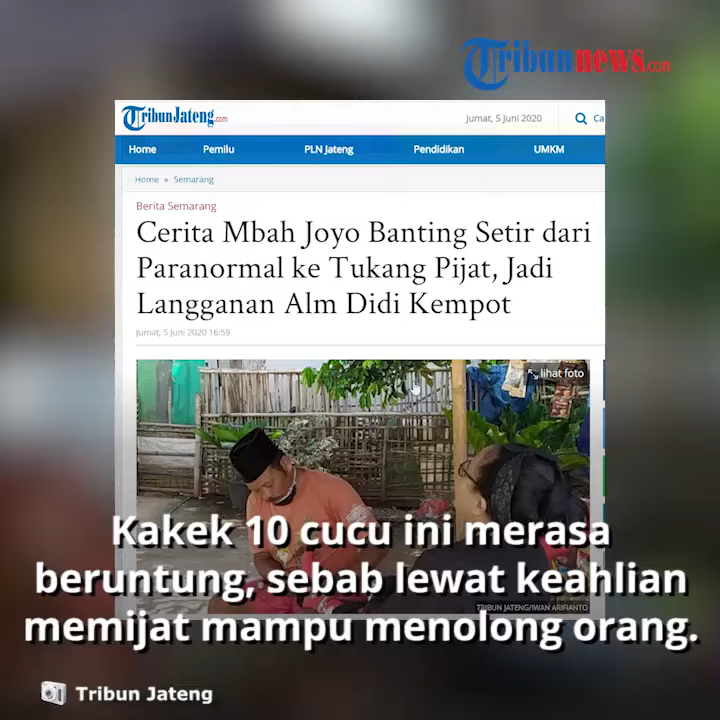 Tribunnews.com
TribunJateng.com
Jumat, 5 Juni 2020
Ca
Home Pemilu PLN Jateng Pendidikan UMKM
Home » Semarang
Berita Semarang
Cerita Mbah Joyo Banting Setir dari
Paranormal ke Tukang Pijat, Jadi
Langganan Alm Didi Kempot
Jumat, 5 Juni 2020 16:59
lihat foto
Kakek 10 cucu ini merasa
beruntung, sebab lewat keahlian
memijat mampu menolong orang.
TRIBUN JATENG/IWAN ARIFIANTO
Tribun Jateng